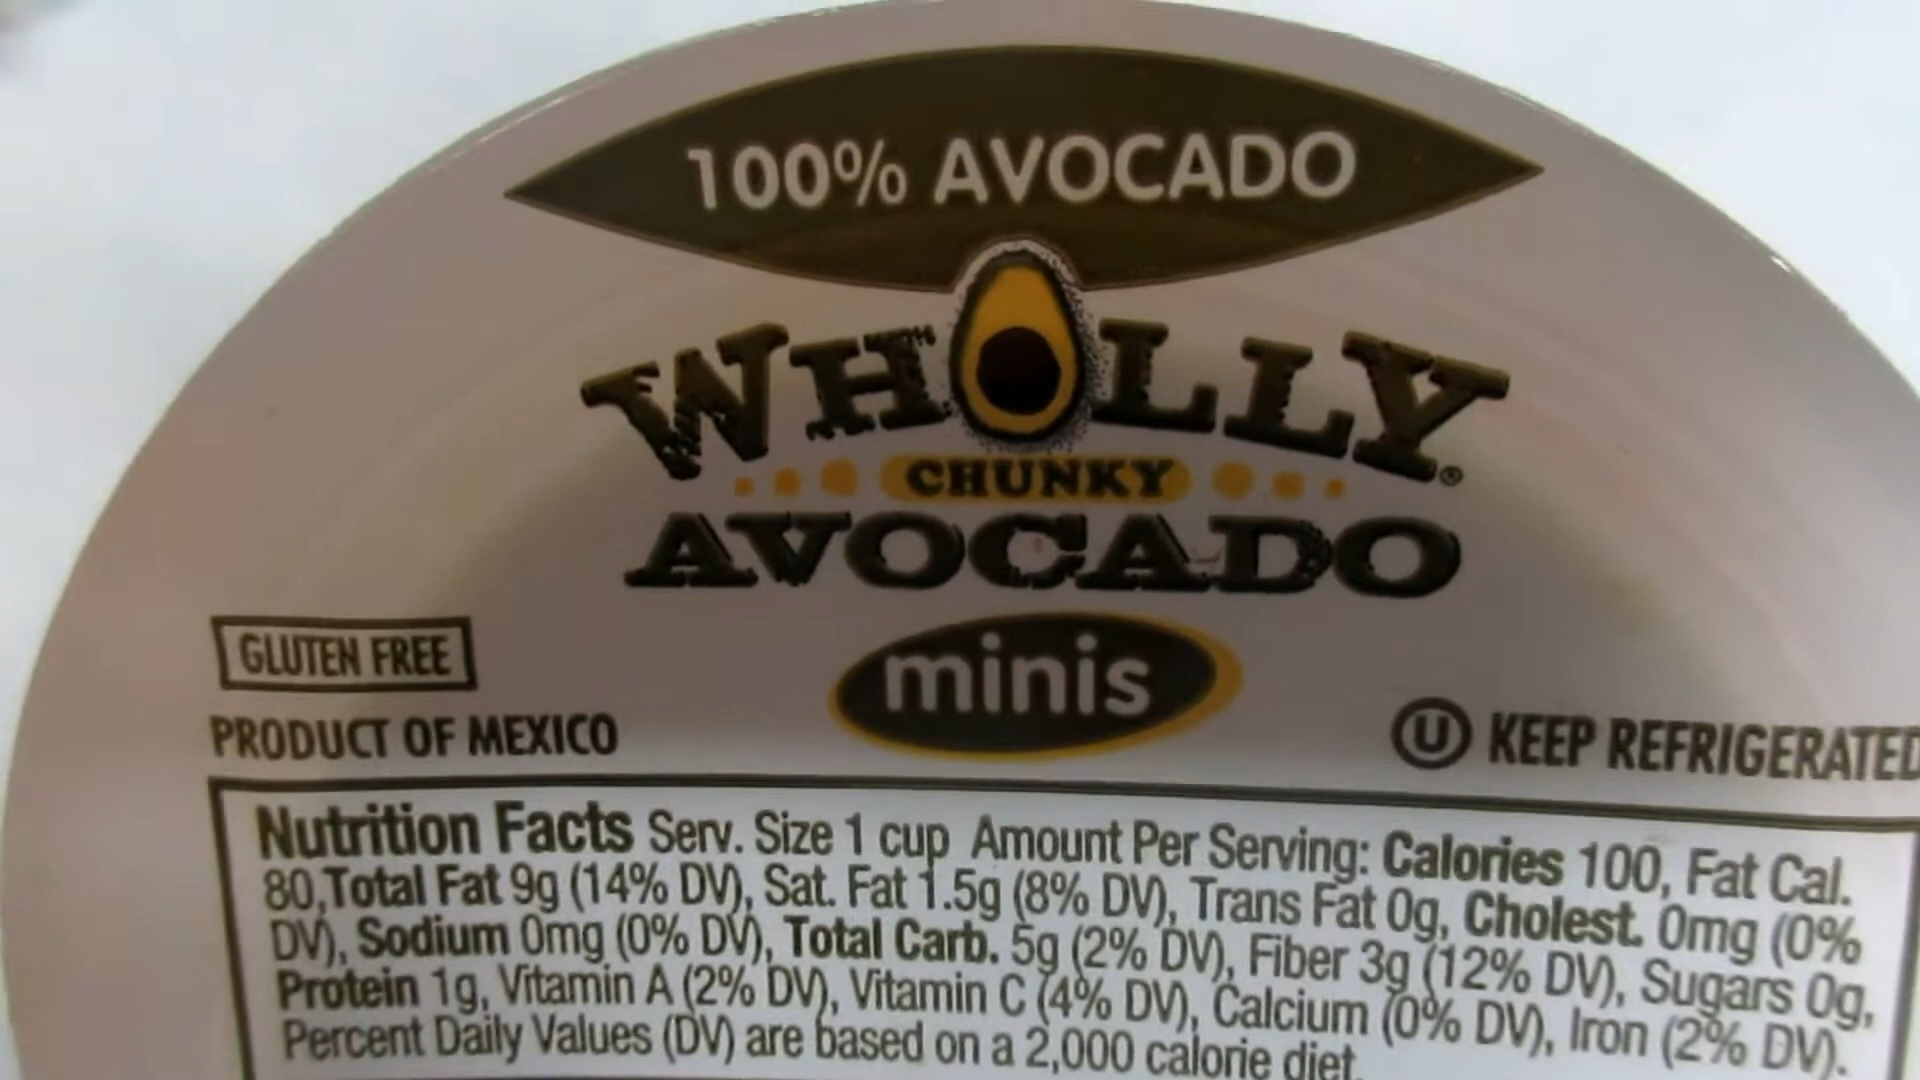 100% AVOCADO
WHOLLY®
CHUNKY
AVOCADO
minis
GLUTEN FREE
PRODUCT OF MEXICO
Ⓤ KEEP REFRIGERATED
Nutrition Facts Serv. Size 1 cup Amount Per Serving: Calories 100, Fat Cal.
80,Total Fat 9g (14% DV), Sat. Fat 1.5g (8% DV), Trans Fat 0g, Cholest. 0mg (0%
DV), Sodium 0mg (0% DV), Total Carb. 5g (2% DV), Fiber 3g (12% DV), Sugars 0g,
Protein 1g, Vitamin A (2% DV), Vitamin C (4% DV), Calcium (0% DV), Iron (2% DV).
Percent Daily Values (DV) are based on a 2,000 calorie diet.